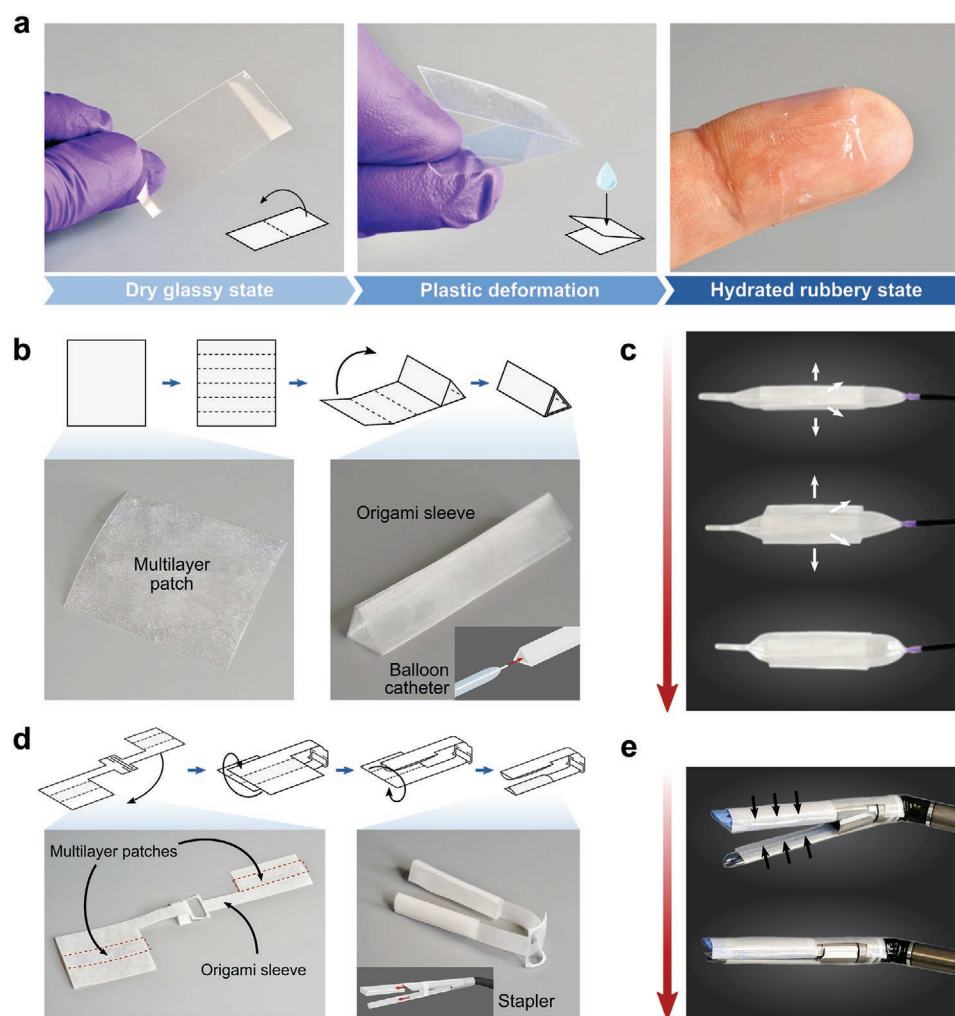 a
Dry glassy state
Plastic deformation
Hydrated rubbery state
b
Multilayer
patch
Origami sleeve
Balloon
catheter
c
d
Multilayer patches
Origami sleeve
Stapler
e